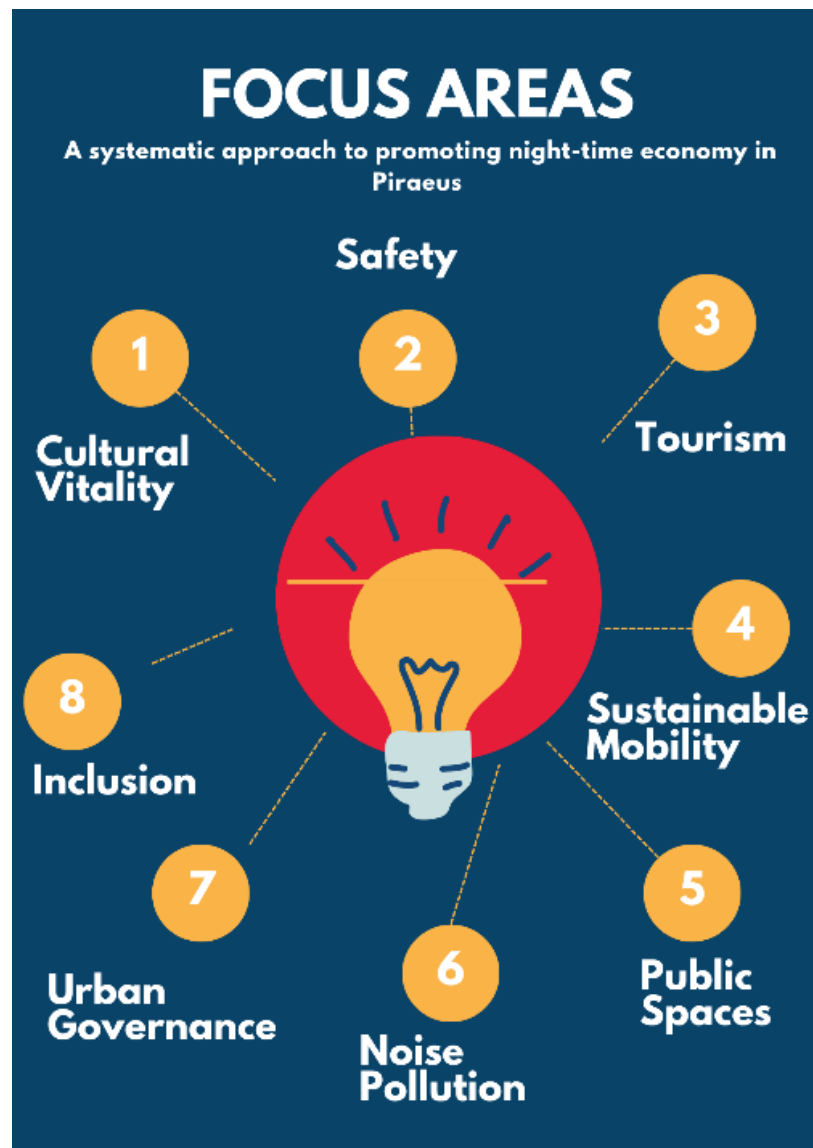 FOCUS AREAS
A systematic approach to promoting night-time economy in
Piraeus
1
Cultural
Vitality
Safety
2
3
Tourism
4
Sustainable
Mobility
5
Public
Spaces
6
Noise
Pollution
7
Urban
Governance
8
Inclusion